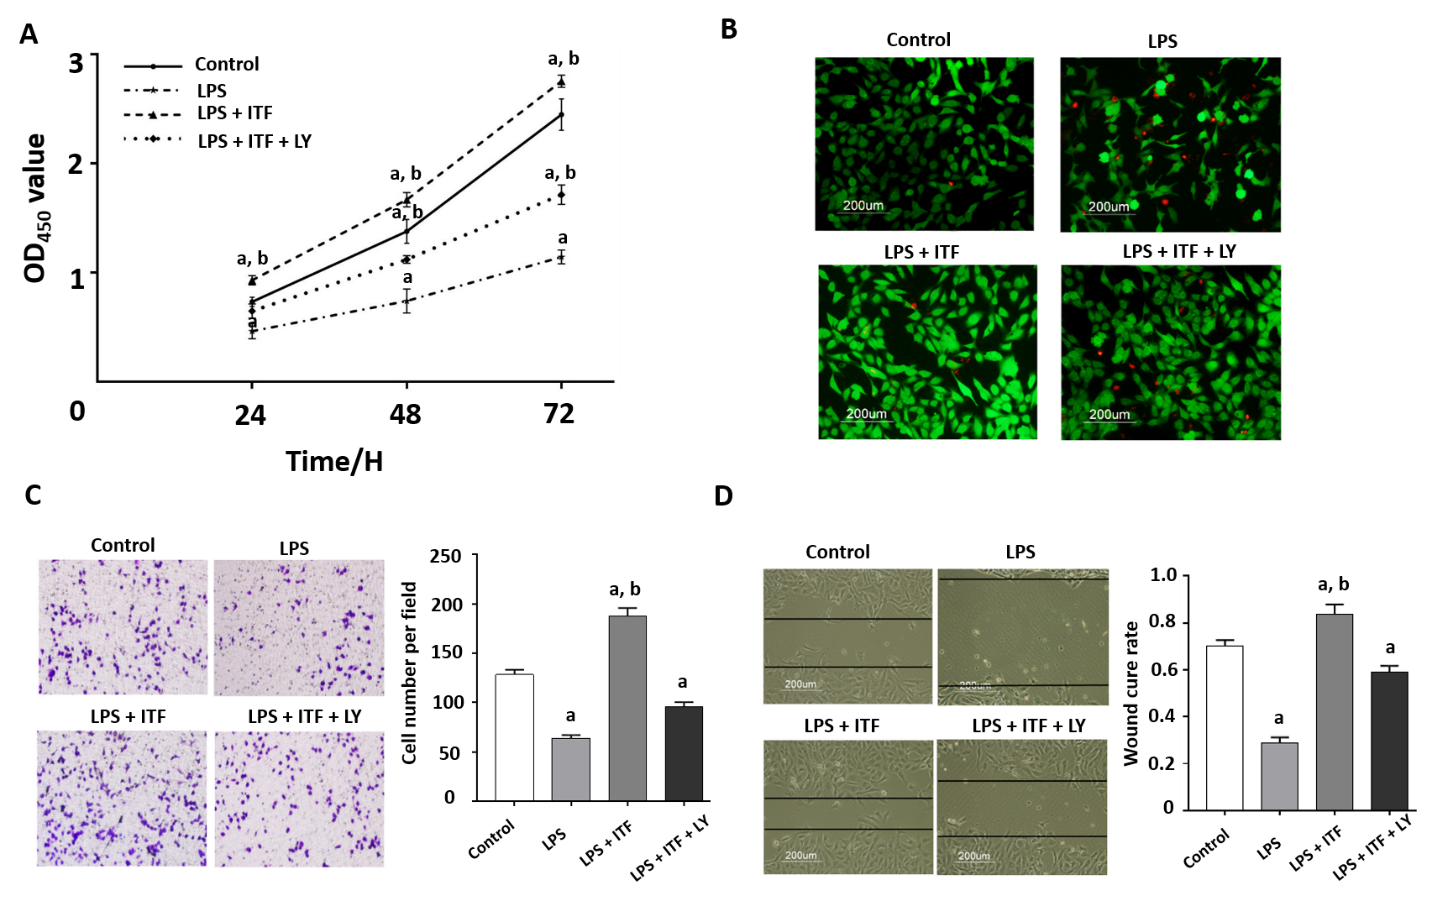 A
3
2
1
0
OD450 value
Control
LPS
LPS + ITF
LPS + ITF + LY
a, b
a
a, b
a, b
a
a, b
a, b
a
24
48
72
Time/H
B
Control
LPS
200um
200um
LPS + ITF
LPS + ITF + LY
200um
200um
C
Control
LPS
LPS + ITF
LPS + ITF + LY
Cell number per field
250
200
150
100
50
0
a
a, b
a
Control
LPS
LPS + ITF
LPS + ITF + LY
D
Control
LPS
200um
200um
LPS + ITF
LPS + ITF + LY
200um
200um
Wound cure rate
1.0
0.8
0.6
0.4
0.2
0
a
a, b
a
Control
LPS
LPS + ITF
LPS + ITF + LY